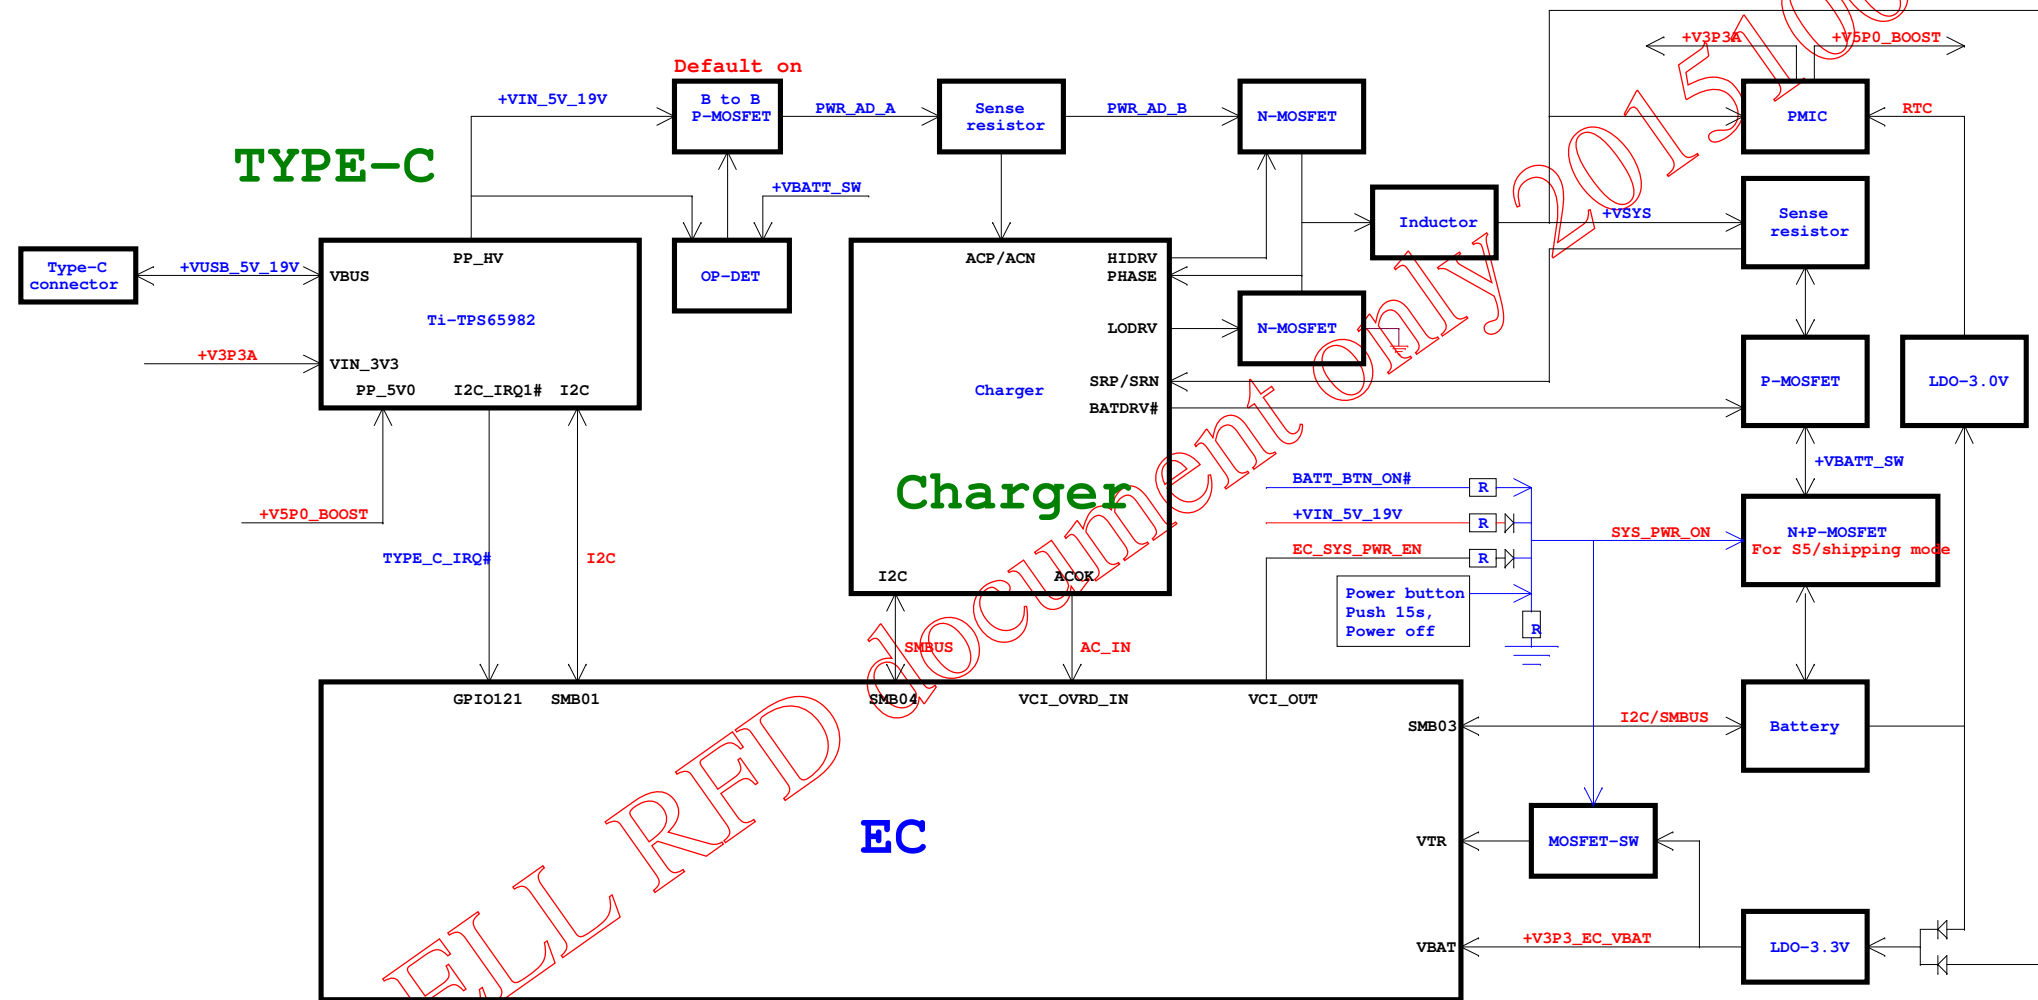 +V3P3A
+V5P0_BOOST
Default on
+VIN_5V_19V
B to B
P-MOSFET
PWR_AD_A
Sense
resistor
PWR_AD_B
N-MOSFET
PMIC
RTC
TYPE-C
+VBATT_SW
Inductor
+VSYS
Sense
resistor
Type-C
connector
+VUSB_5V_19V
PP_HV
VBUS
Ti-TPS65982
OP-DET
ACP/ACN
HIDRV
PHASE
LODRV
N-MOSFET
+V3P3A
VIN_3V3
PP_5V0
I2C_IRQ1#
I2C
Charger
SRP/SRN
BATDRV#
P-MOSFET
LDO-3.0V
+VBATT_SW
Charger
BATT_BTN_ON#
R
+V5P0_BOOST
+VIN_5V_19V
R
N+P-MOSFET
For S5/shipping mode
SYS_PWR_ON
TYPE_C_IRQ#
I2C
EC_SYS_PWR_EN
R
I2C
ACOK
Power button
Push 15s,
Power off
R
SMBUS
AC_IN
GPIO121
SMB01
SMB04
VCI_OVRD_IN
VCI_OUT
SMB03
I2C/SMBUS
Battery
EC
VTR
MOSFET-SW
VBAT
+V3P3_EC_VBAT
LDO-3.3V
ELL RFD document only 201510